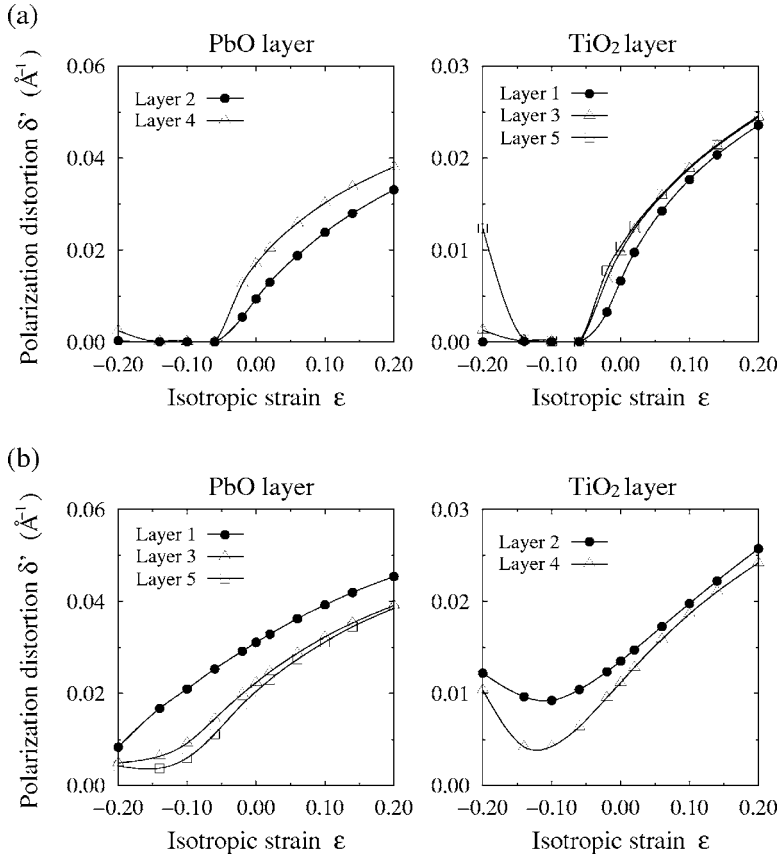 (a)
PbO layer
TiO2 layer
Polarization distortion δ' (Å-1)
0.06
0.04
0.02
0.00
Layer 2
Layer 4
−0.20
−0.10
0.00
0.10
0.20
Isotropic strain ε
0.03
0.02
0.01
0.00
Layer 1
Layer 3
Layer 5
−0.20
−0.10
0.00
0.10
0.20
Isotropic strain ε
(b)
PbO layer
TiO2 layer
Polarization distortion δ' (Å-1)
0.06
0.04
0.02
0.00
Layer 1
Layer 3
Layer 5
−0.20
−0.10
0.00
0.10
0.20
Isotropic strain ε
0.03
0.02
0.01
0.00
Layer 2
Layer 4
−0.20
−0.10
0.00
0.10
0.20
Isotropic strain ε